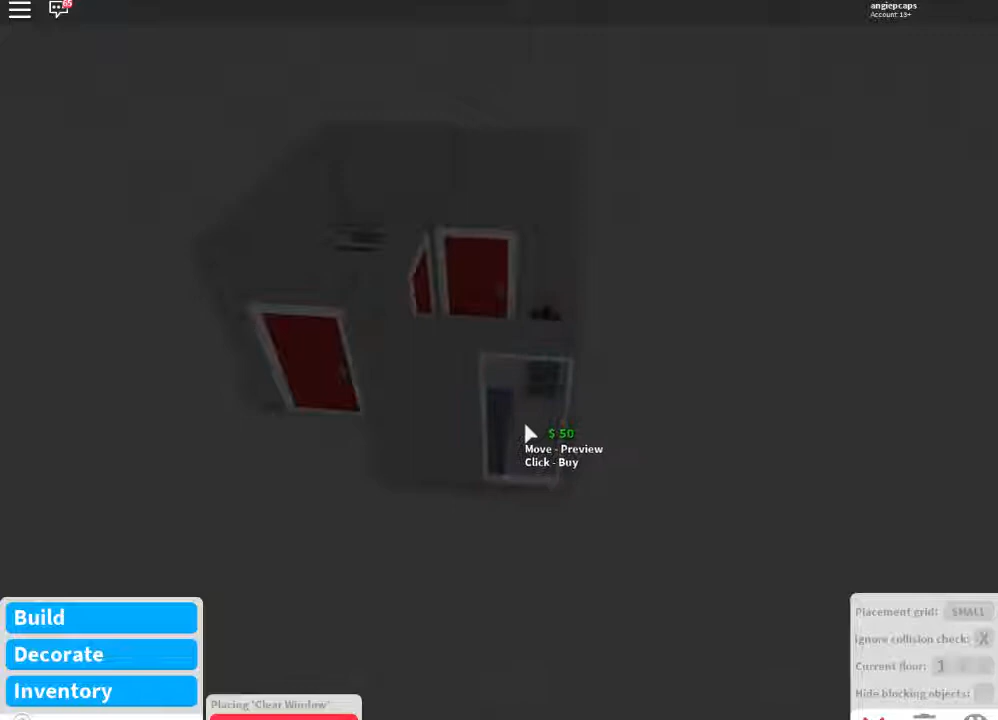 65
angiepcaps
Account: 13+
$ 50
Move - Preview
Click - Buy
Build
Decorate
Inventory
Placing 'Clear Window'
Placement grid: SMALL
Ignore collision check: X
Current floor: 1
Hide blocking objects: